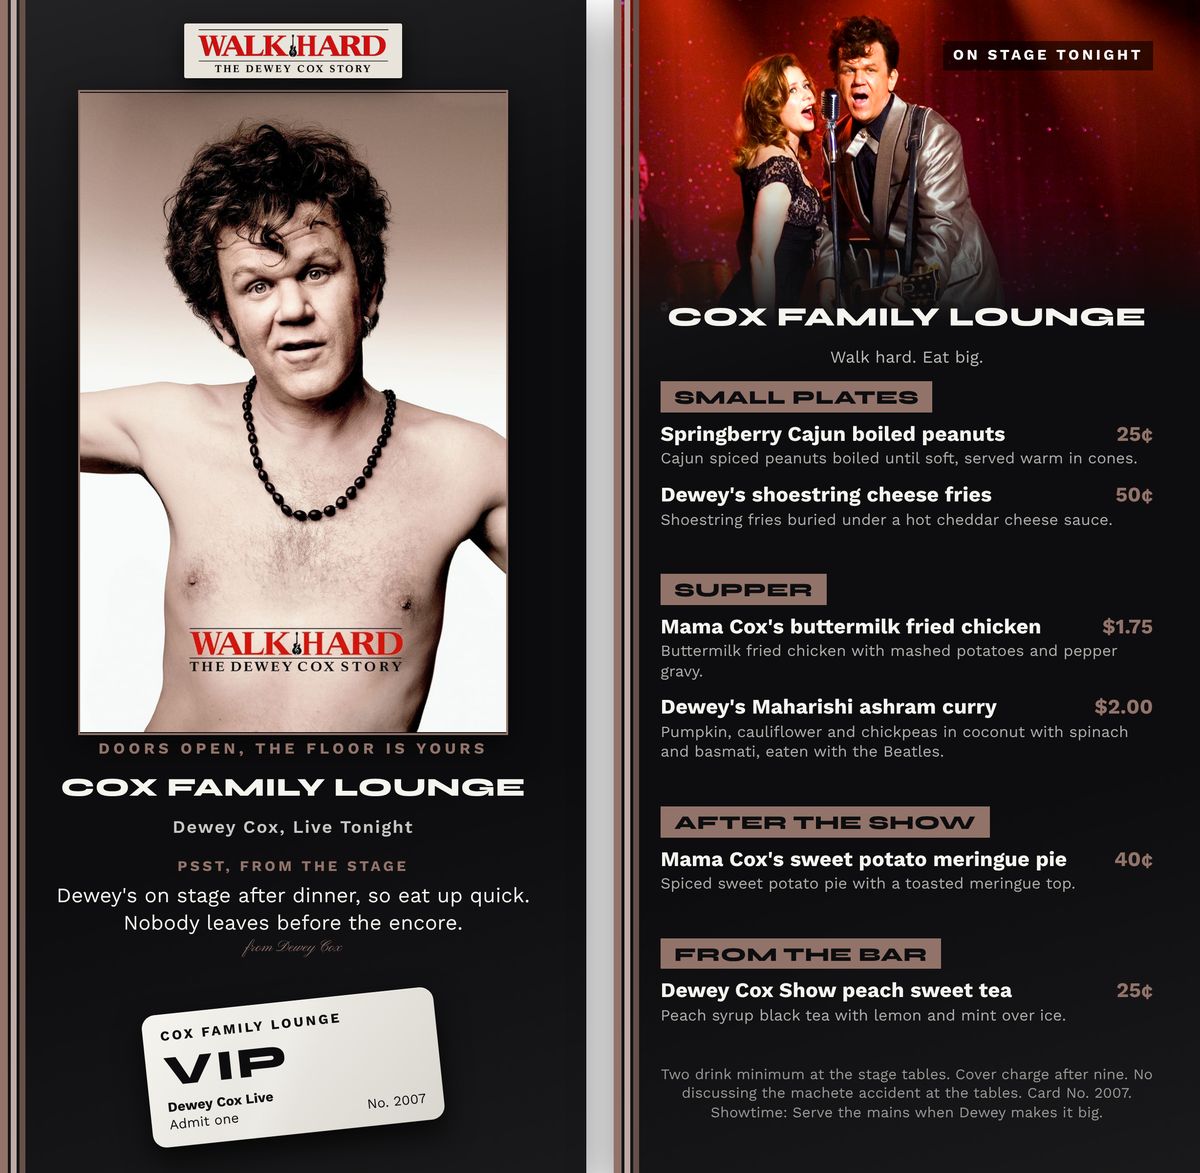 WALK HARD
THE DEWEY COX STORY
WALK HARD
THE DEWEY COX STORY
DOORS OPEN, THE FLOOR IS YOURS
COX FAMILY LOUNGE
Dewey Cox, Live Tonight
PSST, FROM THE STAGE
Dewey's on stage after dinner, so eat up quick.
Nobody leaves before the encore.
from Dewey Cox
COX FAMILY LOUNGE
VIP
Dewey Cox Live
Admit one
No. 2007
ON STAGE TONIGHT
COX FAMILY LOUNGE
Walk hard. Eat big.
SMALL PLATES
Springberry Cajun boiled peanuts 25¢
Cajun spiced peanuts boiled until soft, served warm in cones.
Dewey's shoestring cheese fries 50¢
Shoestring fries buried under a hot cheddar cheese sauce.
SUPPER
Mama Cox's buttermilk fried chicken $1.75
Buttermilk fried chicken with mashed potatoes and pepper
gravy.
Dewey's Maharishi ashram curry $2.00
Pumpkin, cauliflower and chickpeas in coconut with spinach
and basmati, eaten with the Beatles.
AFTER THE SHOW
Mama Cox's sweet potato meringue pie 40¢
Spiced sweet potato pie with a toasted meringue top.
FROM THE BAR
Dewey Cox Show peach sweet tea 25¢
Peach syrup black tea with lemon and mint over ice.
Two drink minimum at the stage tables. Cover charge after nine. No
discussing the machete accident at the tables. Card No. 2007.
Showtime: Serve the mains when Dewey makes it big.